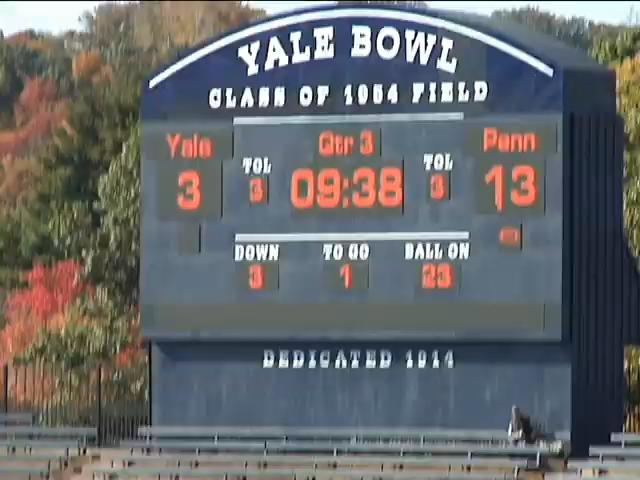 YALE BOWL
CLASS OF 1954 FIELD
Yale Qtr 3 Penn
TOL TOL
3 3 09:38 3 13
DOWN TO GO BALL ON
3 1 23
DEDICATED 1914